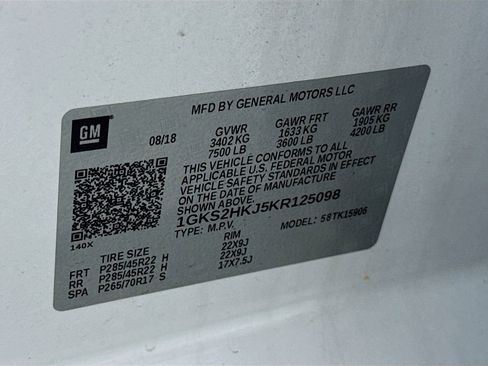 MFD BY GENERAL MOTORS LLC
GM
08/18 GVWR GAWR FRT GAWR RR
3402 KG 1633 KG 1905 KG
7500 LB 3600 LB 4200 LB
THIS VEHICLE CONFORMS TO ALL
APPLICABLE U.S. FEDERAL MOTOR
VEHICLE SAFETY STANDARDS IN EFFECT
ON THE DATE OF MANUFACTURE
SHOWN ABOVE.
1GKS2HKJ5KR125098
140X TYPE: M.P.V. MODEL: 58TK15906
TIRE SIZE RIM
FRT P285/45R22 H 22X9J
RR P285/45R22 H 22X9J
SPA P265/70R17 S 17X7.5J